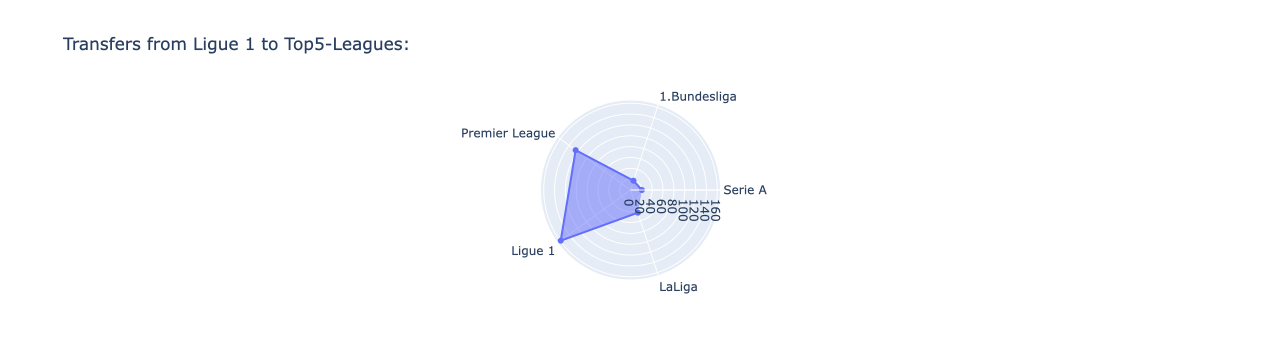 Transfers from Ligue 1 to Top5-Leagues:
1.Bundesliga
Premier League
Serie A
0
20
40
60
80
100
120
140
160
Ligue 1
LaLiga